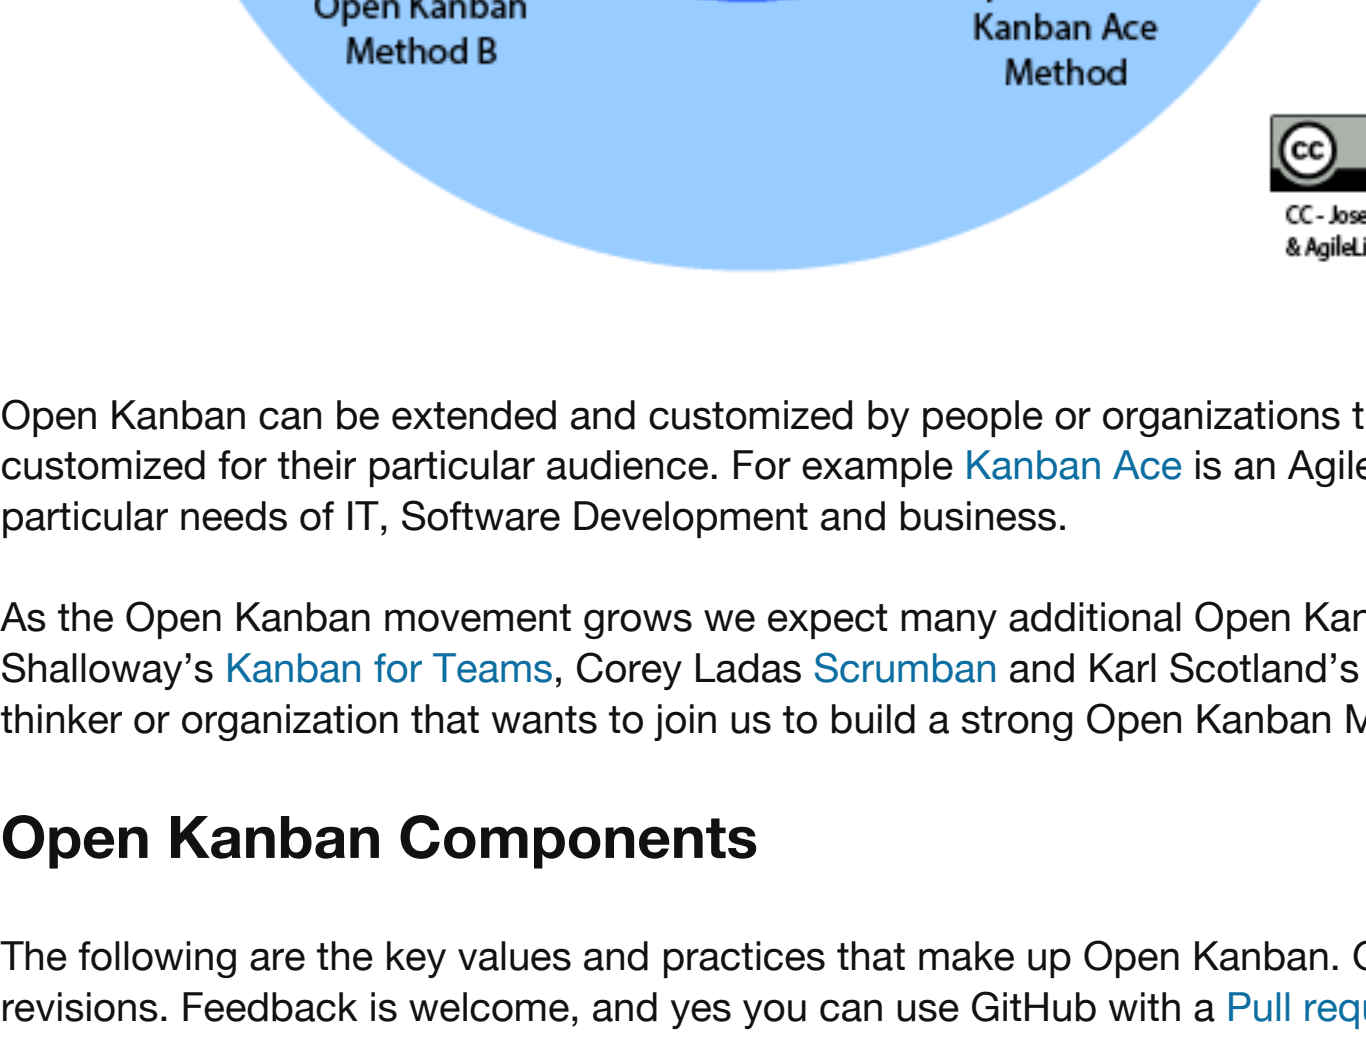 Open Kanban
Method B
Kanban Ace
Method
cc
CC - Jose
& AgileLi
Open Kanban can be extended and customized by people or organizations t
customized for their particular audience. For example Kanban Ace is an Agile
particular needs of IT, Software Development and business.
As the Open Kanban movement grows we expect many additional Open Kan
Shalloway’s Kanban for Teams, Corey Ladas Scrumban and Karl Scotland’s
thinker or organization that wants to join us to build a strong Open Kanban M
Open Kanban Components
The following are the key values and practices that make up Open Kanban.
revisions. Feedback is welcome, and yes you can use GitHub with a Pull requ